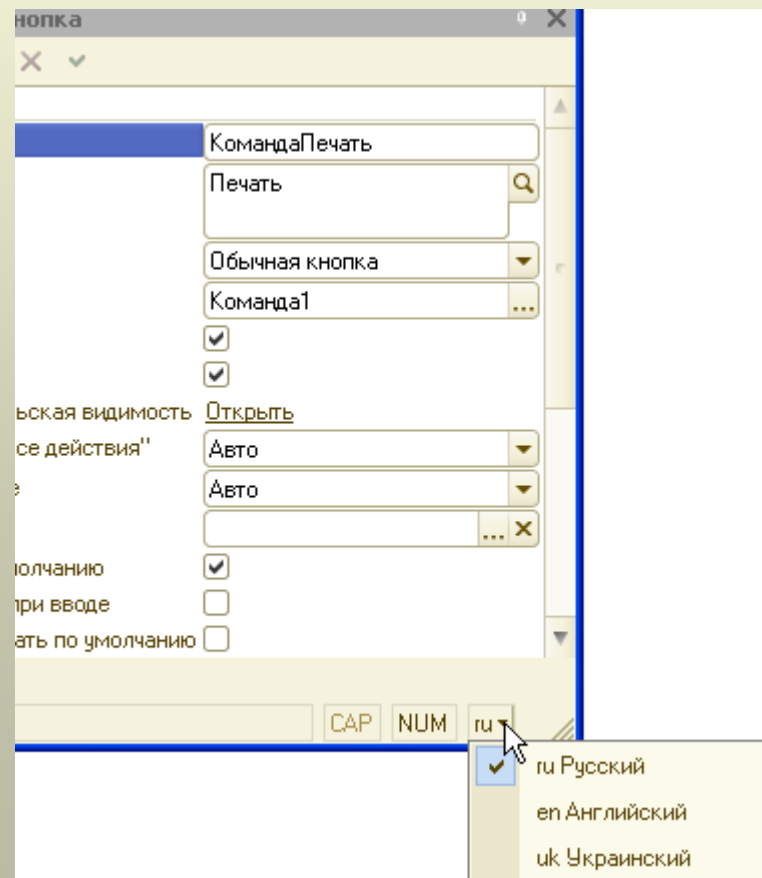 нопка
КомандаПечать
Печать
Обычная кнопка
Команда1
...
ьская видимость Открыть
се действия" Авто
е Авто
...
молчанию
при вводе
ать по умолчанию
CAP NUM ru
ru Русский
en Английский
uk Украинский